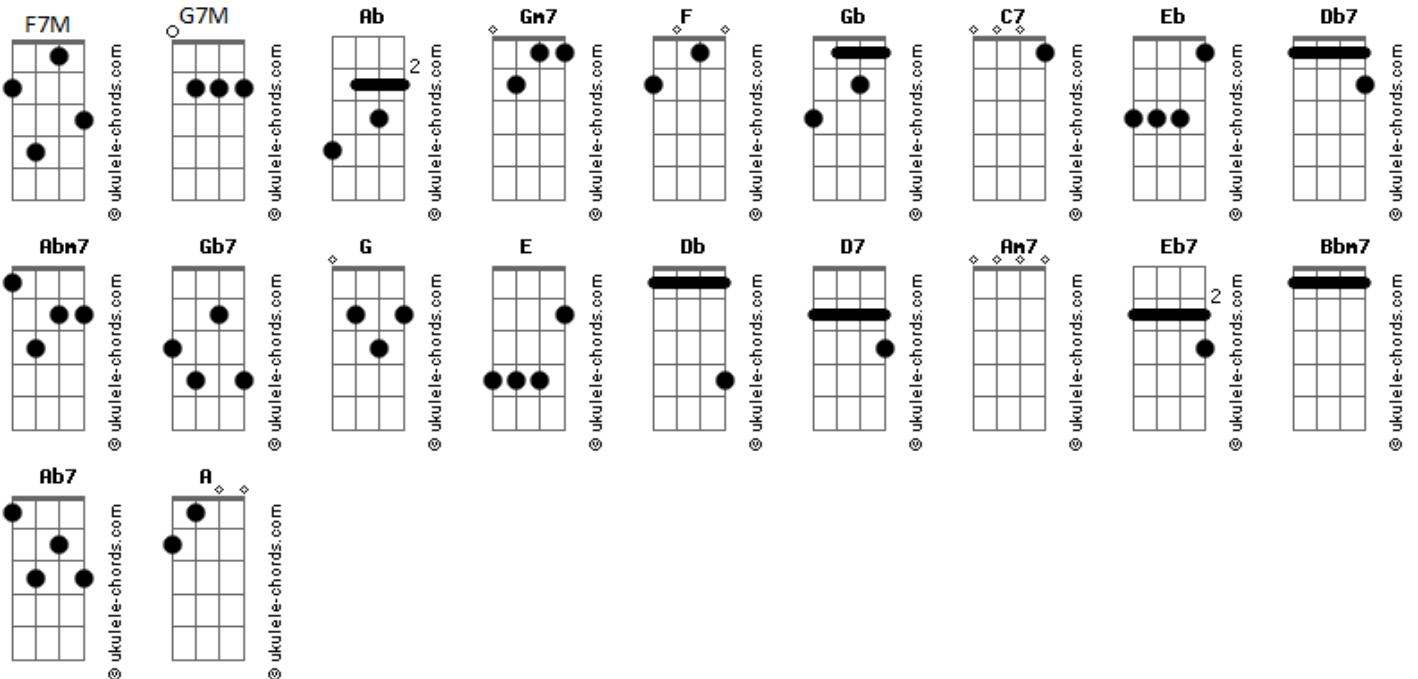 F7M G7M Ab Gm7 F Gb C7 Eb Db7
© ukulele-chords.com © ukulele-chords.com 2 © ukulele-chords.com © ukulele-chords.com © ukulele-chords.com © ukulele-chords.com © ukulele-chords.com © ukulele-chords.com © ukulele-chords.com
Abm7 Gb7 G E Db D7 Am7 Eb7 Bbm7
© ukulele-chords.com © ukulele-chords.com © ukulele-chords.com © ukulele-chords.com © ukulele-chords.com © ukulele-chords.com © ukulele-chords.com 2 © ukulele-chords.com © ukulele-chords.com
Ab7 A
© ukulele-chords.com © ukulele-chords.com